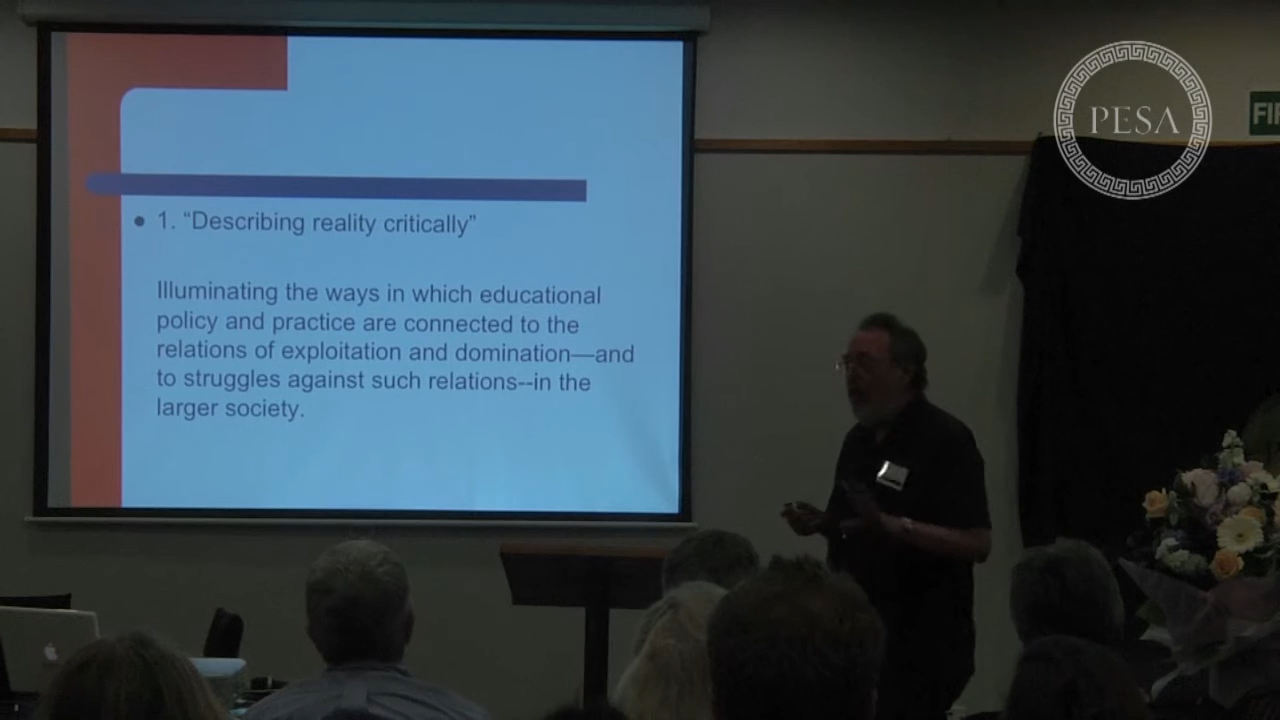 PESA
FI
• 1. “Describing reality critically”
Illuminating the ways in which educational
policy and practice are connected to the
relations of exploitation and domination—and
to struggles against such relations--in the
larger society.